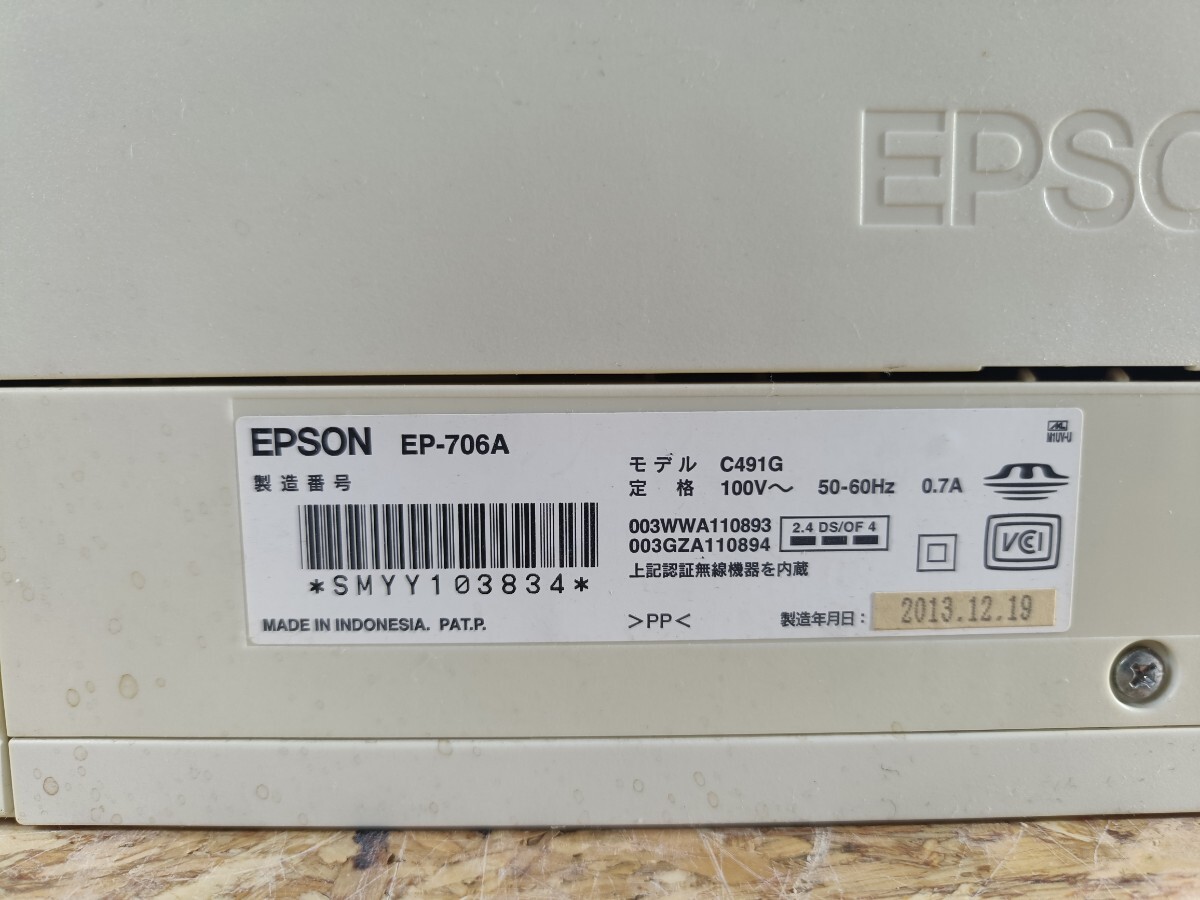 EPSO
EPSON EP-706A
製造番号
*SMYY103834*
MADE IN INDONESIA. PAT.P.
モデル C491G
定格 100V～ 50-60Hz 0.7A
003WWA110893
003GZA110894
2.4 DS/OF 4
上記認証無線機器を内蔵
>PP<
製造年月日：2013.12.19
M1UV-U
VCI